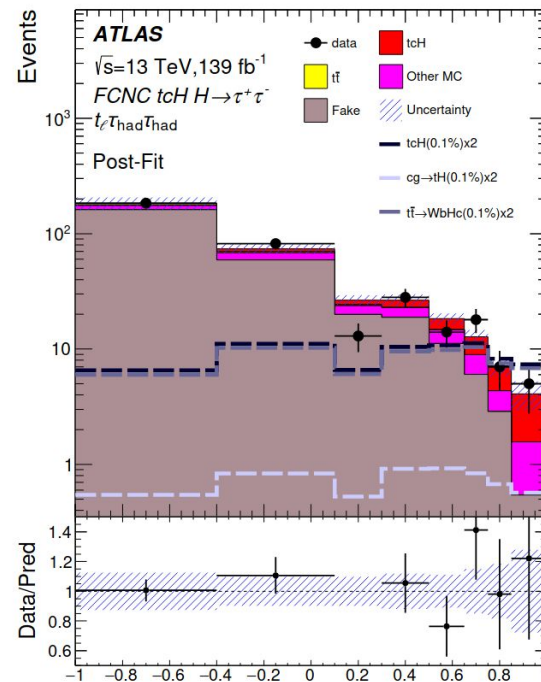 Events
ATLAS
√s=13 TeV,139 fb⁻¹
FCNC tcH H→τ⁺τ⁻
tℓτhadτhad
Post-Fit
data
tcH
tt̄
Other MC
Fake
Uncertainty
tcH(0.1%)x2
cg→tH(0.1%)x2
tt̄→WbHc(0.1%)x2
10³
10²
10
1
Data/Pred
1.4
1.2
1
0.8
0.6
−1 −0.8 −0.6 −0.4 −0.2 0 0.2 0.4 0.6 0.8